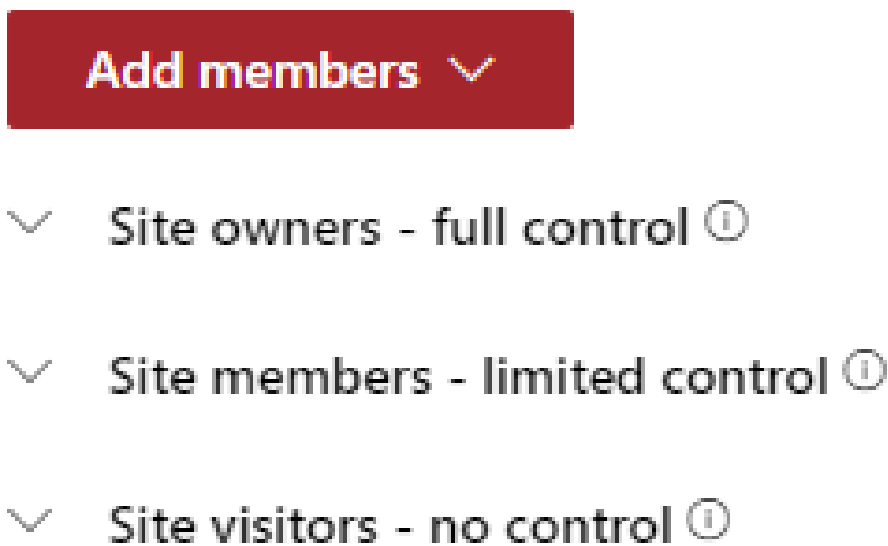 Add members
Site owners - full control
Site members - limited control
Site visitors - no control